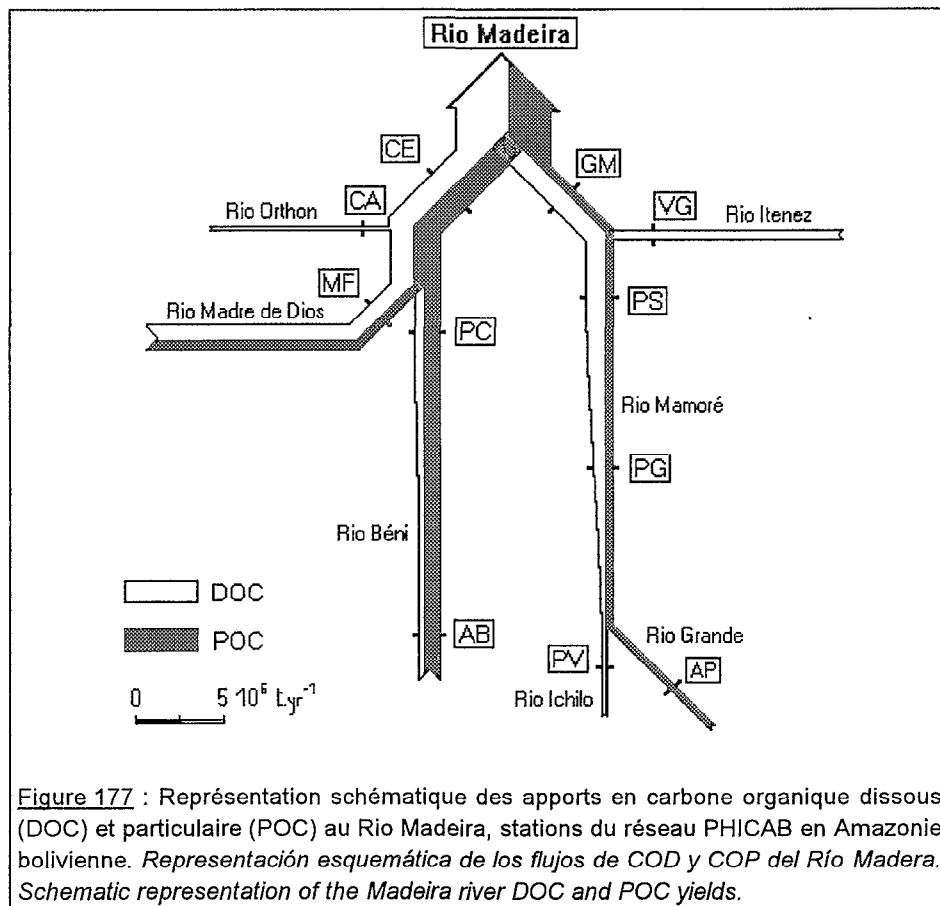 Rio Madeira
CE
GM
CA
Rio Orthon
VG
Rio Itenez
MF
PS
Rio Madre de Dios
PC
Rio Mamoré
PG
Rio Béni
DOC
POC
AB
Rio Grande
PV
AP
0 5 10⁶ t.yr⁻¹
Rio Ichilo
Figure 177 : Représentation schématique des apports en carbone organique dissous
(DOC) et particulaire (POC) au Rio Madeira, stations du réseau PHICAB en Amazonie
bolivienne. Representación esquemática de los flujos de COD y COP del Río Madera.
Schematic representation of the Madeira river DOC and POC yields.